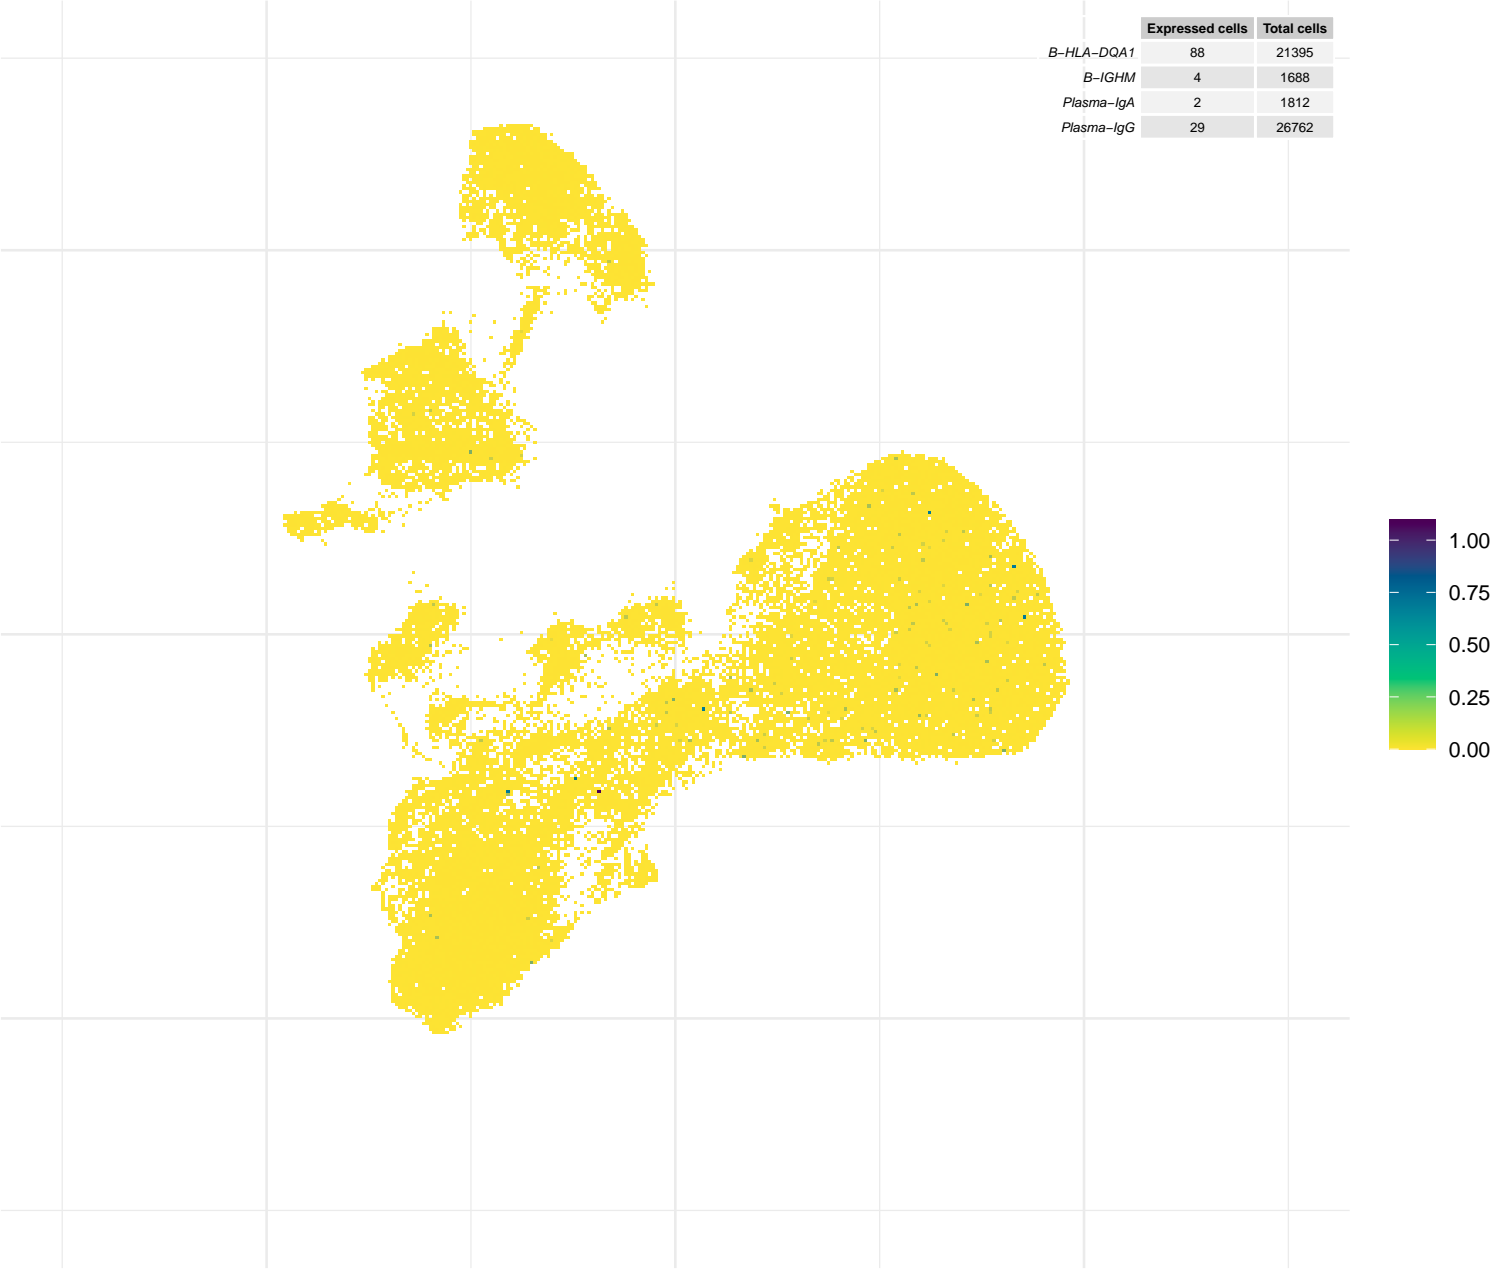 Expressed cells Total cells
B−HLA−DQA1 88 21395
B−IGHM 4 1688
Plasma−IgA 2 1812
Plasma−IgG 29 26762
1.00
0.75
0.50
0.25
0.00